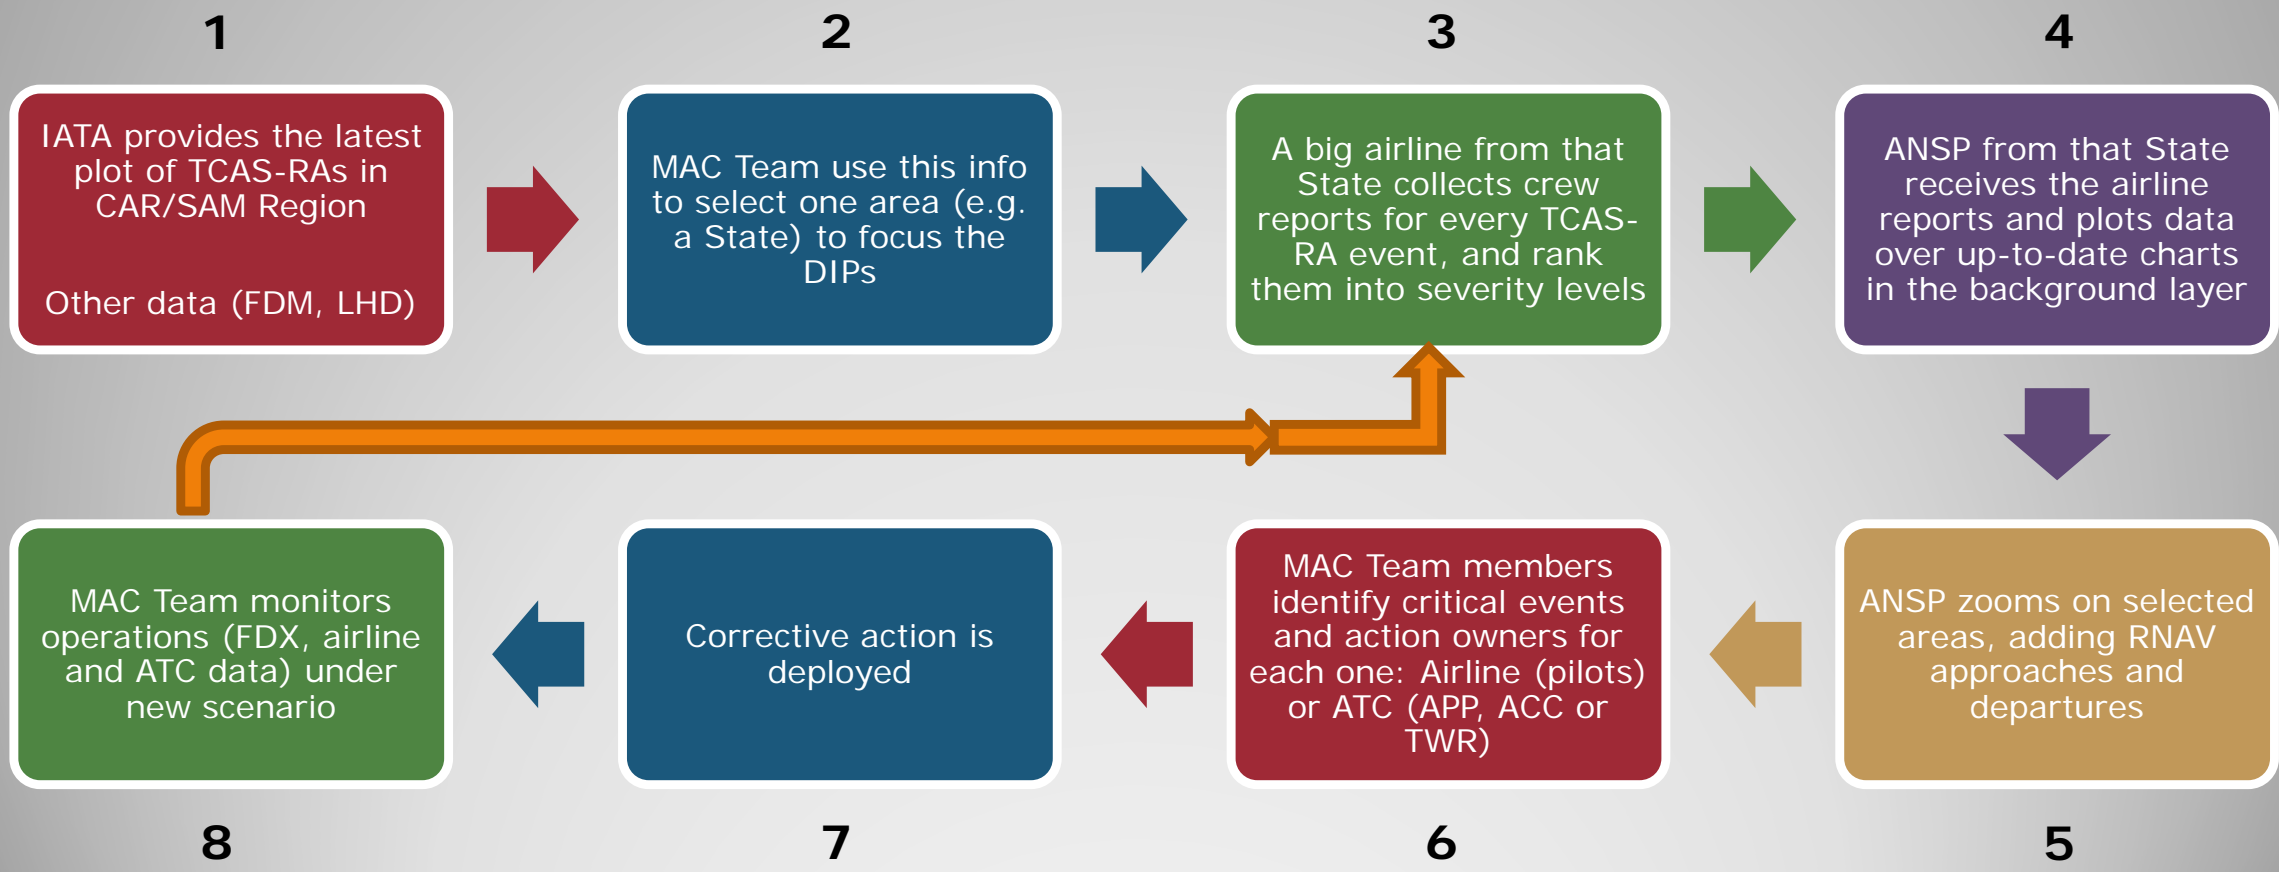 1
2
3
4
IATA provides the latest
plot of TCAS-RAs in
CAR/SAM Region
Other data (FDM, LHD)
MAC Team use this info
to select one area (e.g.
a State) to focus the
DIPs
A big airline from that
State collects crew
reports for every TCAS-
RA event, and rank
them into severity levels
ANSP from that State
receives the airline
reports and plots data
over up-to-date charts
in the background layer
MAC Team monitors
operations (FDX, airline
and ATC data) under
new scenario
Corrective action is
deployed
MAC Team members
identify critical events
and action owners for
each one: Airline (pilots)
or ATC (APP, ACC or
TWR)
ANSP zooms on selected
areas, adding RNAV
approaches and
departures
8
7
6
5